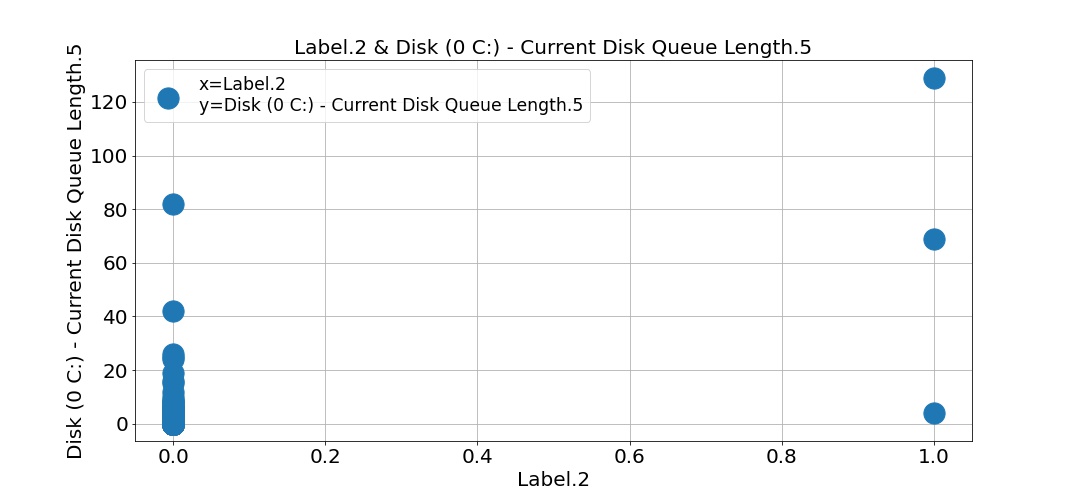 Label.2 & Disk (0 C:) - Current Disk Queue Length.5
x=Label.2
y=Disk (0 C:) - Current Disk Queue Length.5
Disk (0 C:) - Current Disk Queue Length.5
120
100
80
60
40
20
0
0.0 0.2 0.4 0.6 0.8 1.0
Label.2